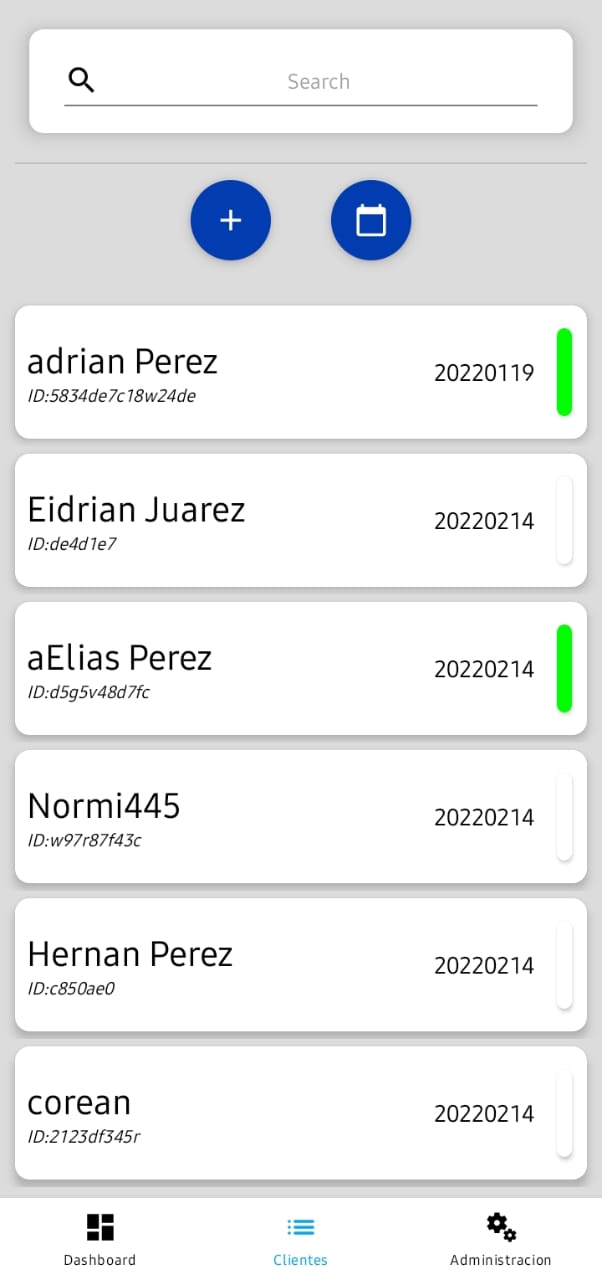 Search
adrian Perez
ID:5834de7c18w24de
20220119
Eidrian Juarez
ID:de4d1e7
20220214
aElias Perez
ID:d5g5v48d7fc
20220214
Normi445
ID:w97r87f43c
20220214
Hernan Perez
ID:c850ae0
20220214
corean
ID:2123df345r
20220214
Dashboard
Clientes
Administracion